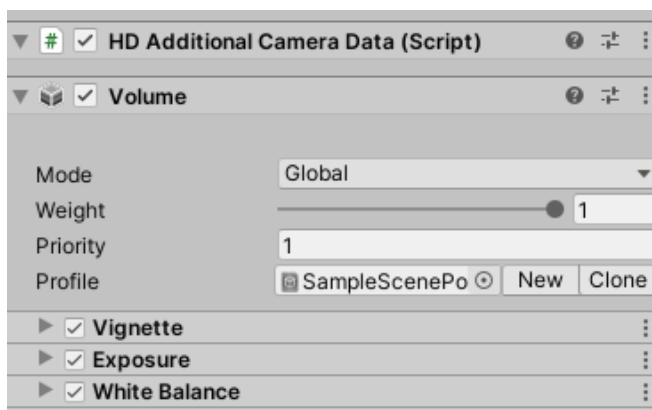 # HD Additional Camera Data (Script)
Volume
Mode Global
Weight 1
Priority 1
Profile SampleScenePo New Clone
Vignette
Exposure
White Balance